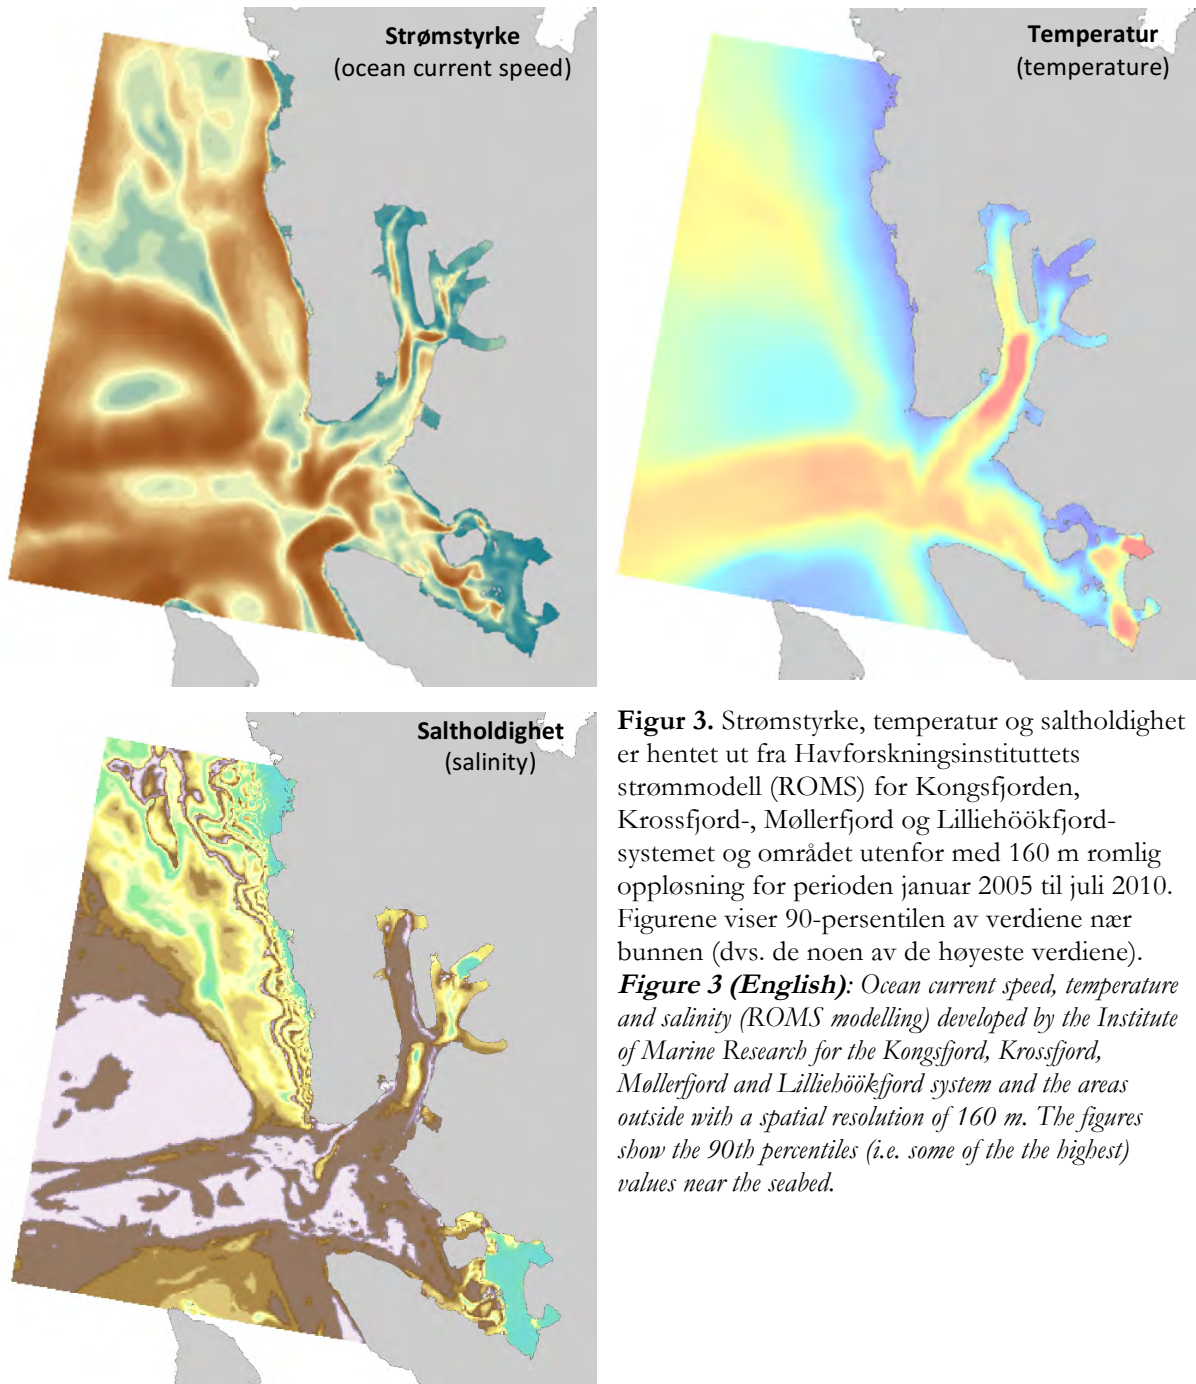 Strømstyrke
(ocean current speed)
Temperatur
(temperature)
Saltholdighet
(salinity)
Figur 3. Strømstyrke, temperatur og saltholdighet
er hentet ut fra Havforskningsinstituttets
strømmodell (ROMS) for Kongsfjorden,
Krossfjord-, Møllerfjord og Lilliehöökfjord-
systemet og området utenfor med 160 m romlig
oppløsning for perioden januar 2005 til juli 2010.
Figurene viser 90-persentilen av verdiene nær
bunnen (dvs. de noen av de høyeste verdiene).
Figure 3 (English): Ocean current speed, temperature
and salinity (ROMS modelling) developed by the Institute
of Marine Research for the Kongsfjord, Krossfjord,
Møllerfjord and Lilliehöökfjord system and the areas
outside with a spatial resolution of 160 m. The figures
show the 90th percentiles (i.e. some of the the highest)
values near the seabed.